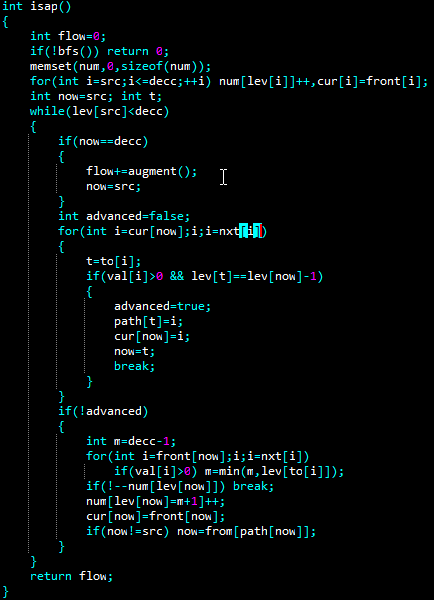 int isap()
{
    int flow=0;
    if(!bfs()) return 0;
    memset(num,0,sizeof(num));
    for(int i=src;i<=decc;++i) num[lev[i]]++,cur[i]=front[i];
    int now=src; int t;
    while(lev[src]<decc)
    {
        if(now==decc)
        {
            flow+=augment();
            now=src;
        }
        int advanced=false;
        for(int i=cur[now];i;i=nxt[i])
        {
            t=to[i];
            if(val[i]>0 && lev[t]==lev[now]-1)
            {
                advanced=true;
                path[t]=i;
                cur[now]=i;
                now=t;
                break;
            }
        }
        if(!advanced)
        {
            int m=decc-1;
            for(int i=front[now];i;i=nxt[i])
                if(val[i]>0) m=min(m,lev[to[i]]);
            if(!--num[lev[now]]) break;
            num[lev[now]=m+1]++;
            cur[now]=front[now];
            if(now!=src) now=from[path[now]];
        }
    }
    return flow;
}